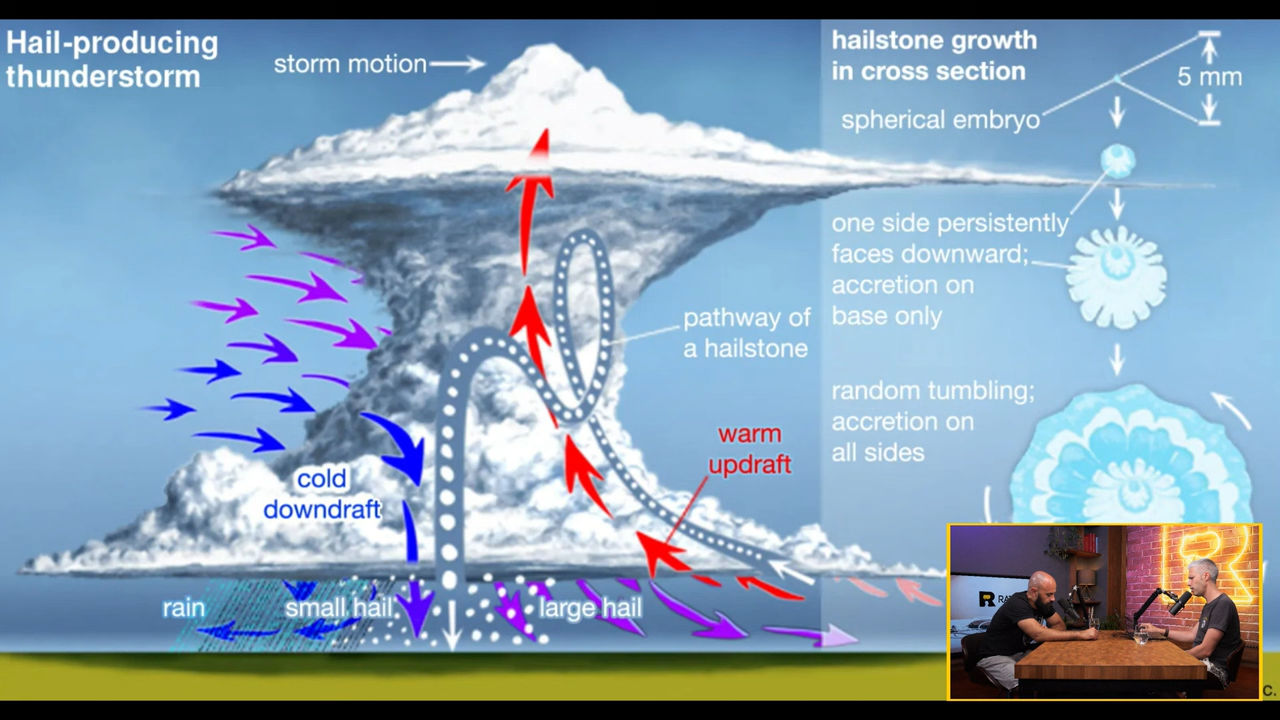 Hail-producing
thunderstorm
storm motion
pathway of
a hailstone
warm
updraft
cold
downdraft
rain
small hail
large hail
hailstone growth
in cross section
5 mm
spherical embryo
one side persistently
faces downward;
accretion on
base only
random tumbling;
accretion on
all sides
R
R
C.